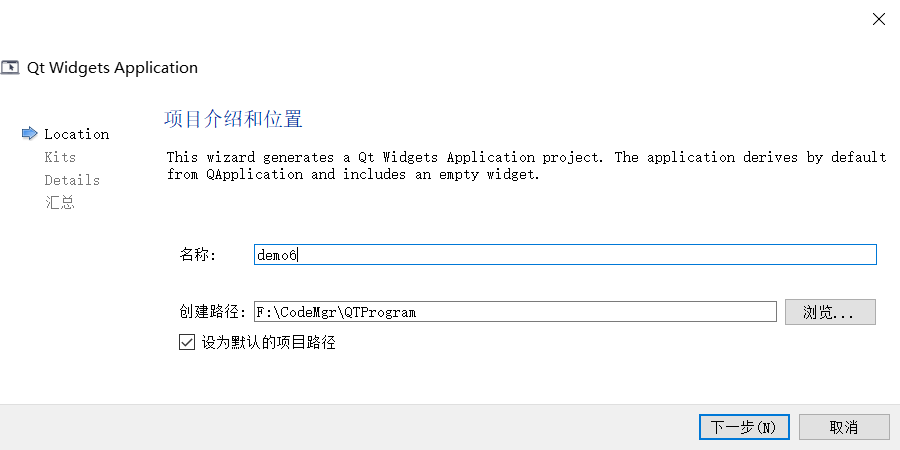 Qt Widgets Application
Location
Kits
Details
汇总
项目介绍和位置
This wizard generates a Qt Widgets Application project. The application derives by default
from QApplication and includes an empty widget.
名称: demo6
创建路径: F:\CodeMgr\QTProgram 浏览...
设为默认的项目路径
下一步(N) 取消